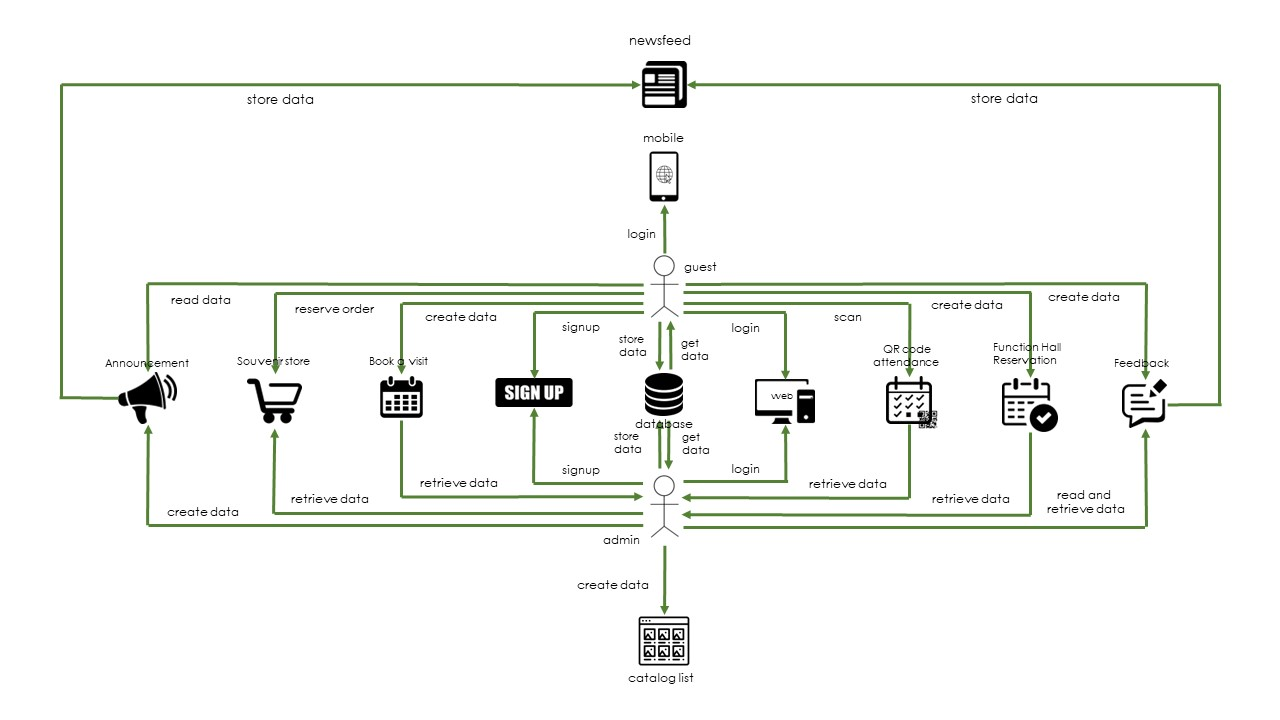 newsfeed
store data
store data
mobile
login
guest
read data
reserve order
create data
signup
store
data
get
data
login
scan
create data
create data
Announcement
Souvenir store
Book a visit
SIGN UP
database
web
QR code
attendance
Function Hall
Reservation
Feedback
store
data
get
data
create data
retrieve data
retrieve data
signup
login
retrieve data
retrieve data
read and
retrieve data
admin
create data
catalog list